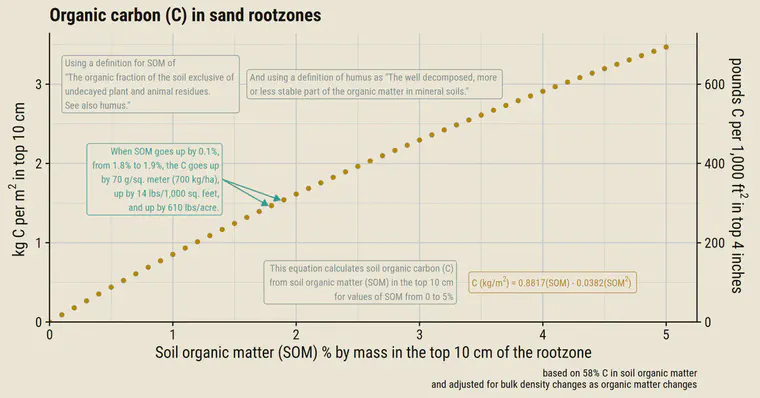 Organic carbon (C) in sand rootzones
Using a definition for SOM of
"The organic fraction of the soil exclusive of
undecayed plant and animal residues.
See also humus."
And using a definition of humus as "The well decomposed, more
or less stable part of the organic matter in mineral soils."
When SOM goes up by 0.1%,
from 1.8% to 1.9%, the C goes up
by 70 g/sq. meter (700 kg/ha),
up by 14 lbs/1,000 sq. feet,
and up by 610 lbs/acre.
This equation calculates soil organic carbon (C)
from soil organic matter (SOM) in the top 10 cm
for values of SOM from 0 to 5%
C (kg/m²) = 0.8817(SOM) - 0.0382(SOM²)
kg C per m² in top 10 cm
3
2
1
0
pounds C per 1,000 ft² in top 4 inches
600
400
200
0
0 1 2 3 4 5
Soil organic matter (SOM) % by mass in the top 10 cm of the rootzone
based on 58% C in soil organic matter
and adjusted for bulk density changes as organic matter changes